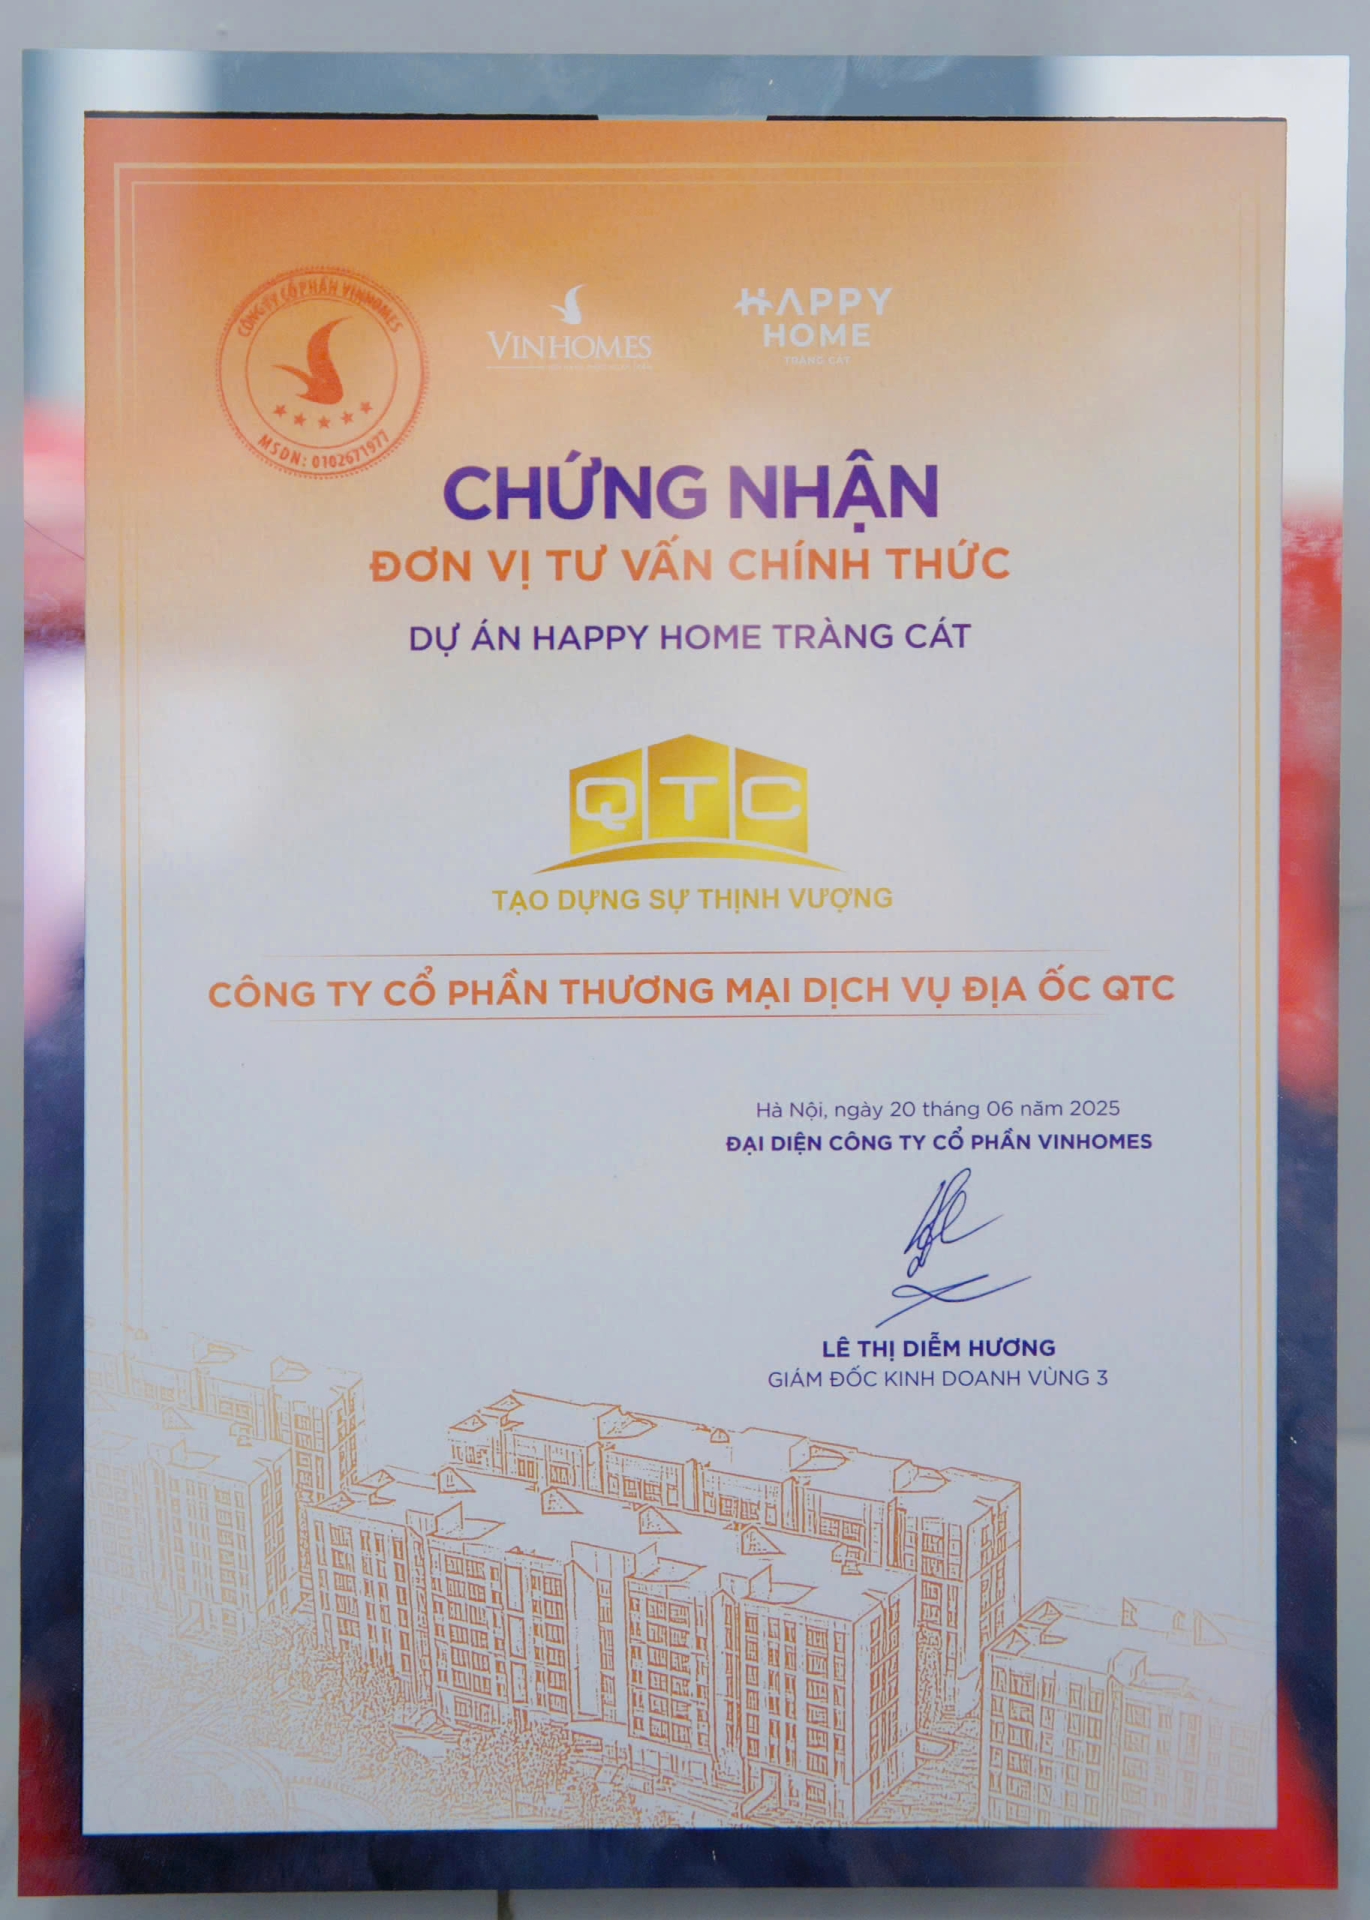 CÔNG TY CỔ PHẦN VINHOMES
MSDN: 0102671977
VINHOMES
HAPPY
HOME
TRÀNG CÁT
CHỨNG NHẬN
ĐƠN VỊ TƯ VẤN CHÍNH THỨC
DỰ ÁN HAPPY HOME TRÀNG CÁT
QTC
TẠO DỰNG SỰ THỊNH VƯỢNG
CÔNG TY CỔ PHẦN THƯƠNG MẠI DỊCH VỤ ĐỊA ỐC QTC
Hà Nội, ngày 20 tháng 06 năm 2025
ĐẠI DIỆN CÔNG TY CỔ PHẦN VINHOMES
LÊ THỊ DIỄM HƯƠNG
GIÁM ĐỐC KINH DOANH VÙNG 3